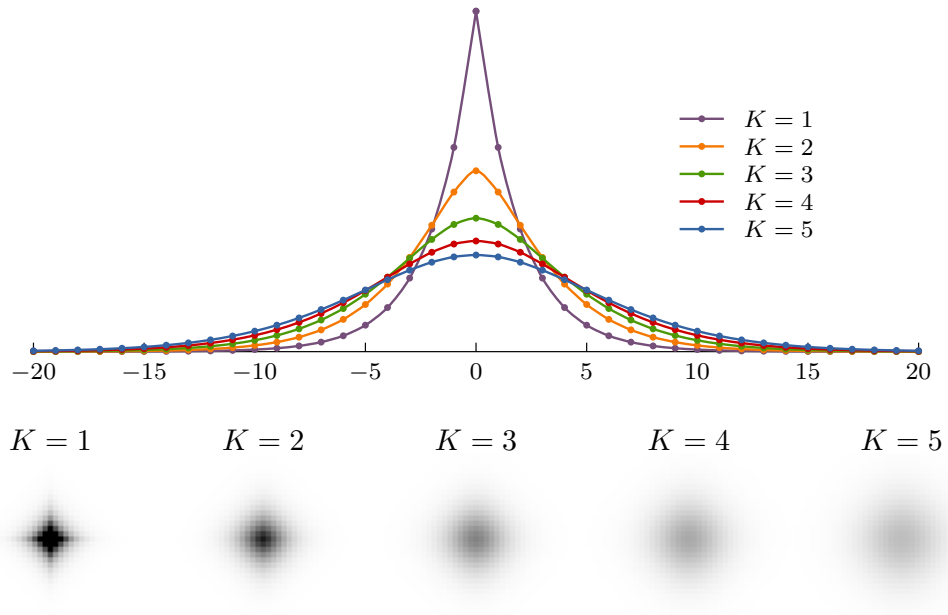 K = 1
K = 2
K = 3
K = 4
K = 5
−20 −15 −10 −5 0 5 10 15 20
K = 1 K = 2 K = 3 K = 4 K = 5